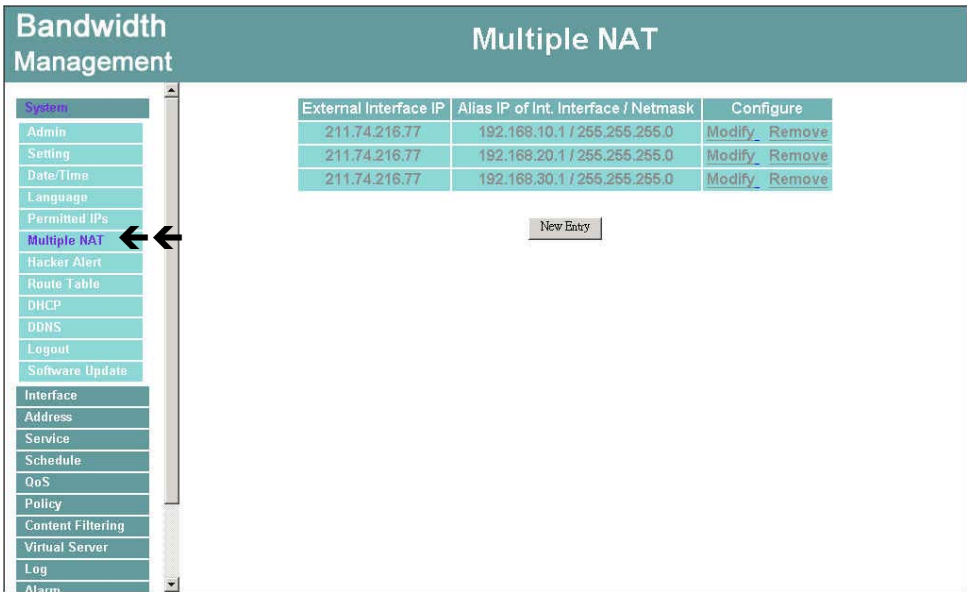 Bandwidth
Management
Multiple NAT
System
Admin
Setting
Date/Time
Language
Permitted IPs
Multiple NAT
Hacker Alert
Route Table
DHCP
DDNS
Logout
Software Update
Interface
Address
Service
Schedule
QoS
Policy
Content Filtering
Virtual Server
Log
Alarm
External Interface IP Alias IP of Int. Interface / Netmask Configure
211.74.216.77 192.168.10.1 / 255.255.255.0 Modify Remove
211.74.216.77 192.168.20.1 / 255.255.255.0 Modify Remove
211.74.216.77 192.168.30.1 / 255.255.255.0 Modify Remove
New Entry